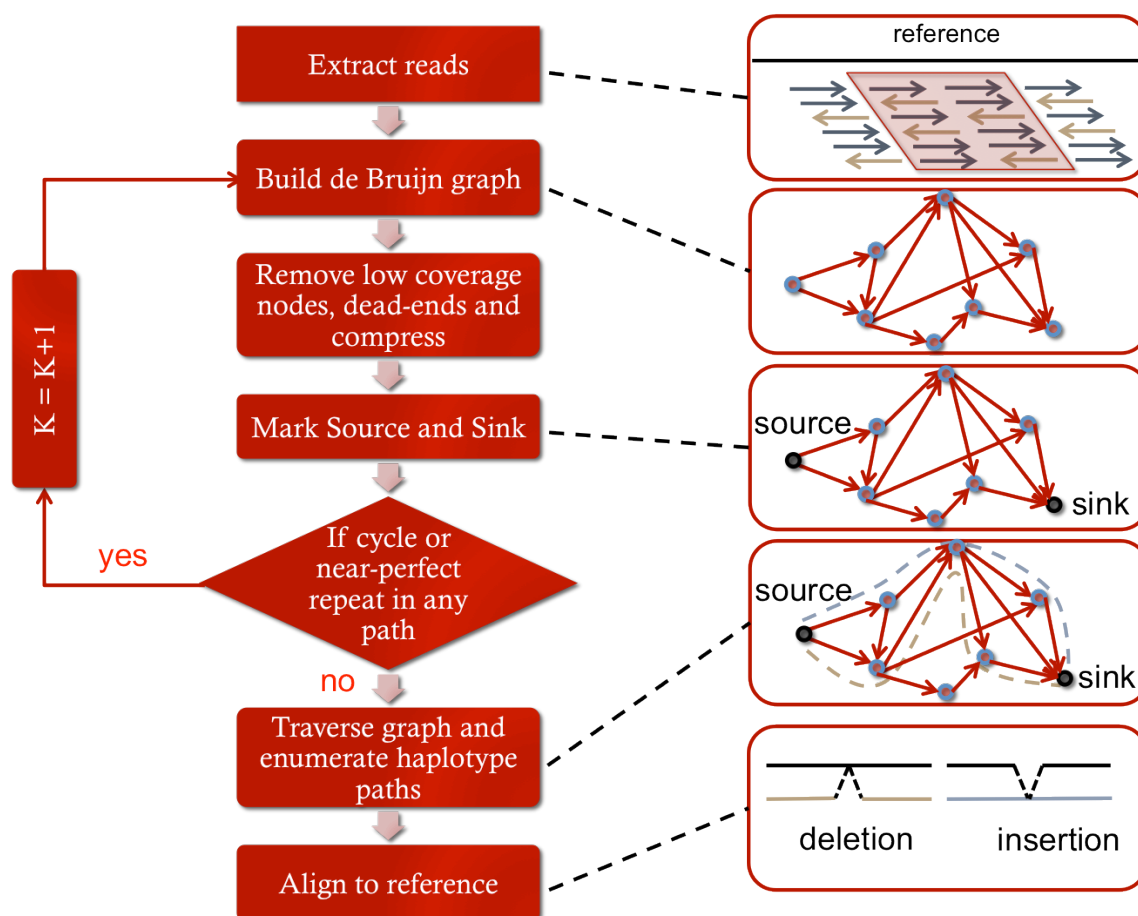 Extract reads
Build de Bruijn graph
Remove low coverage
nodes, dead-ends and
compress
Mark Source and Sink
K = K+1
yes
If cycle or
near-perfect
repeat in any
path
no
Traverse graph and
enumerate haplotype
paths
Align to reference
reference
source
sink
source
sink
deletion
insertion